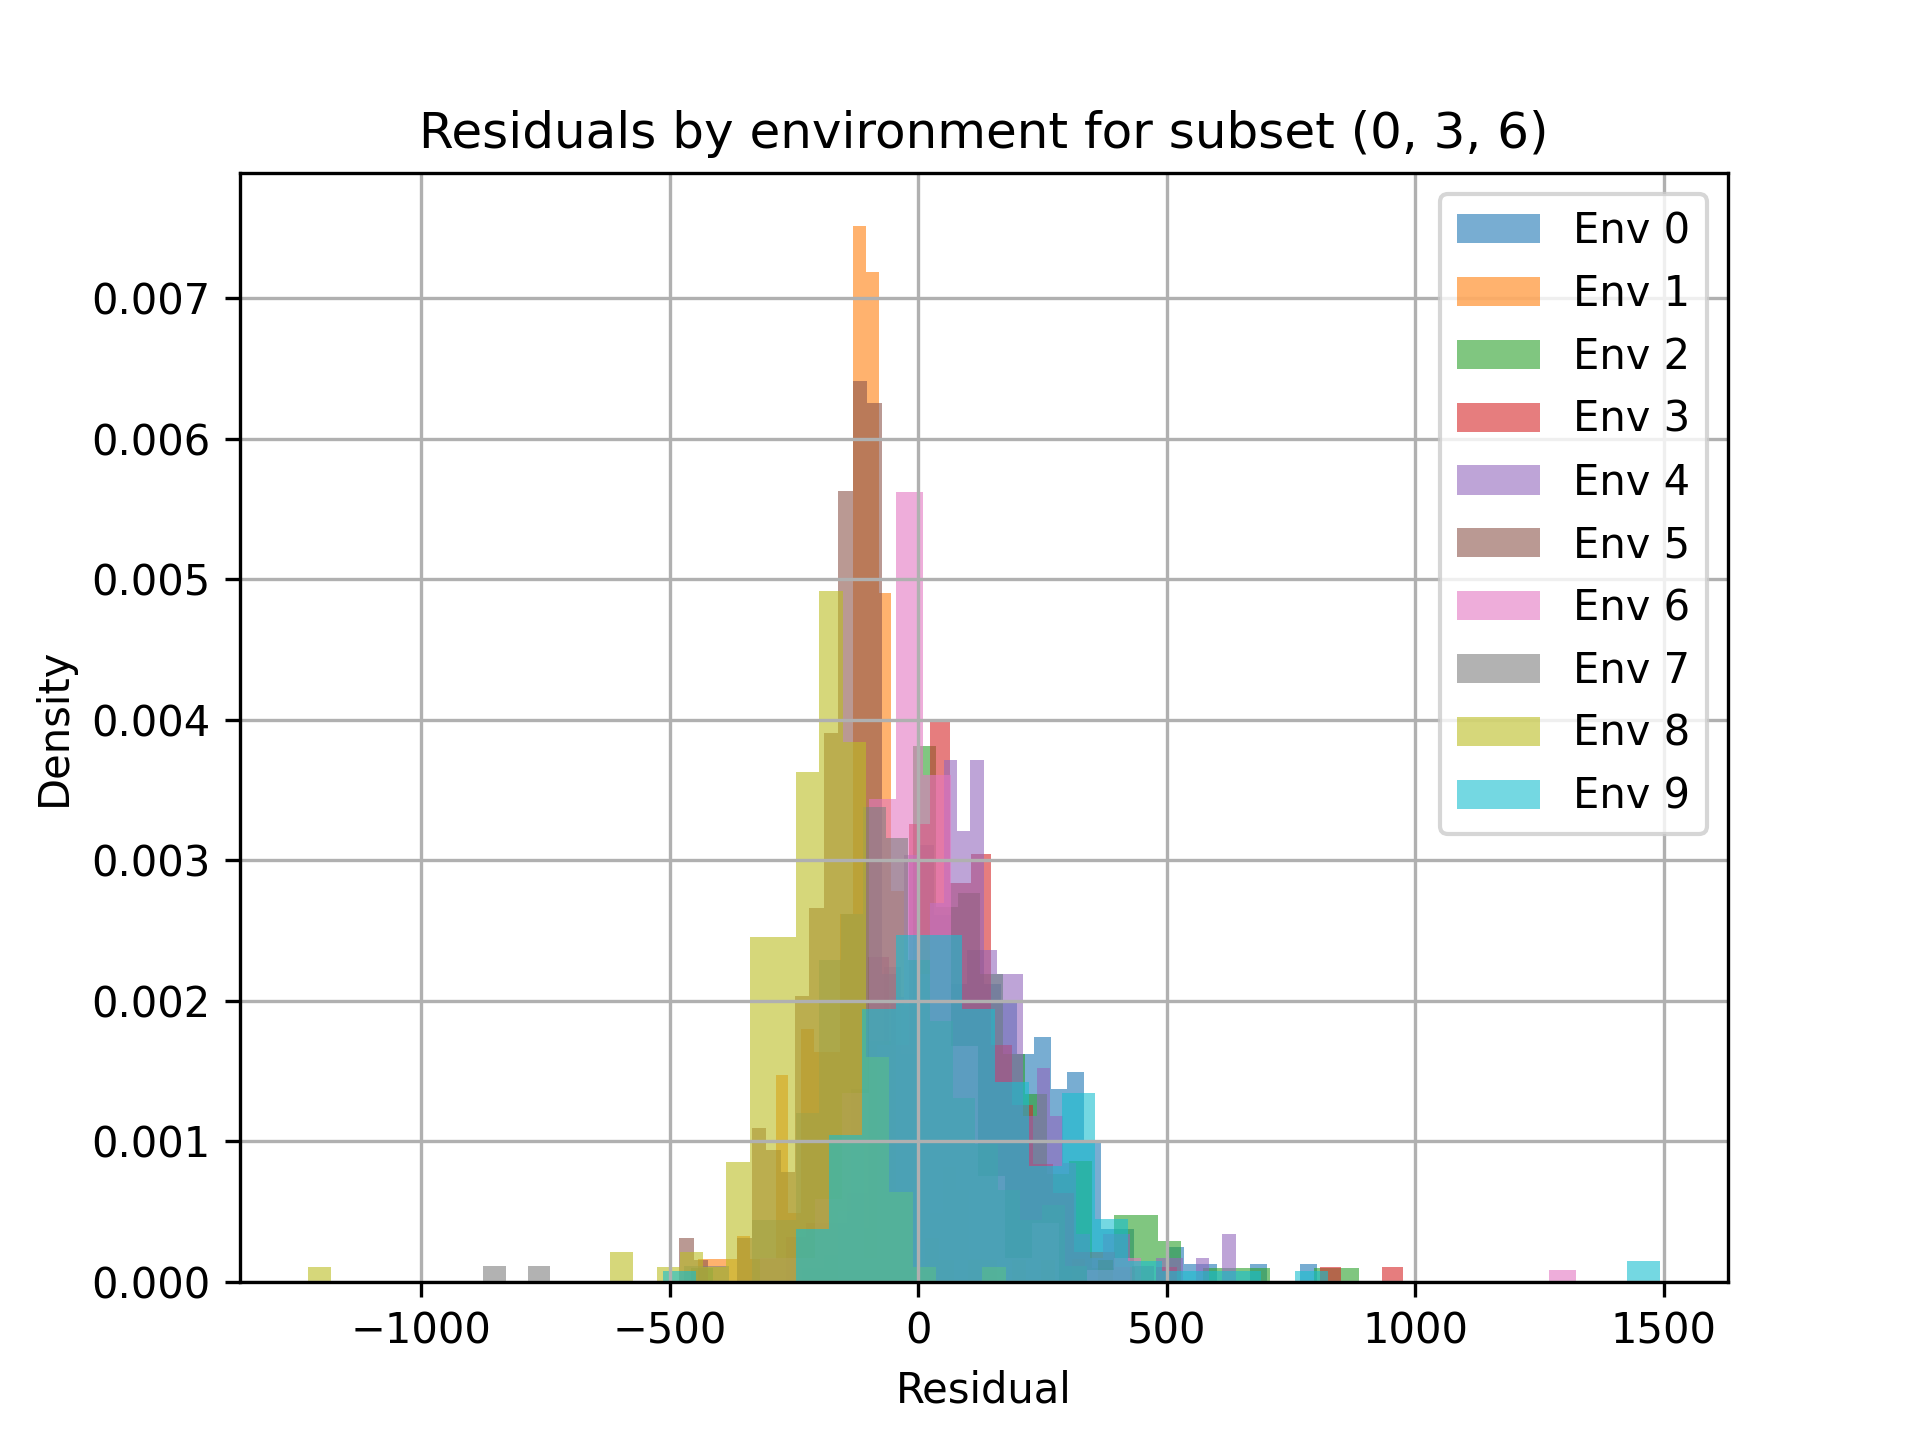 Residuals by environment for subset (0, 3, 6)
Env 0
Env 1
Env 2
Env 3
Env 4
Env 5
Env 6
Env 7
Env 8
Env 9
Density
0.007
0.006
0.005
0.004
0.003
0.002
0.001
0.000
−1000
−500
0
500
1000
1500
Residual